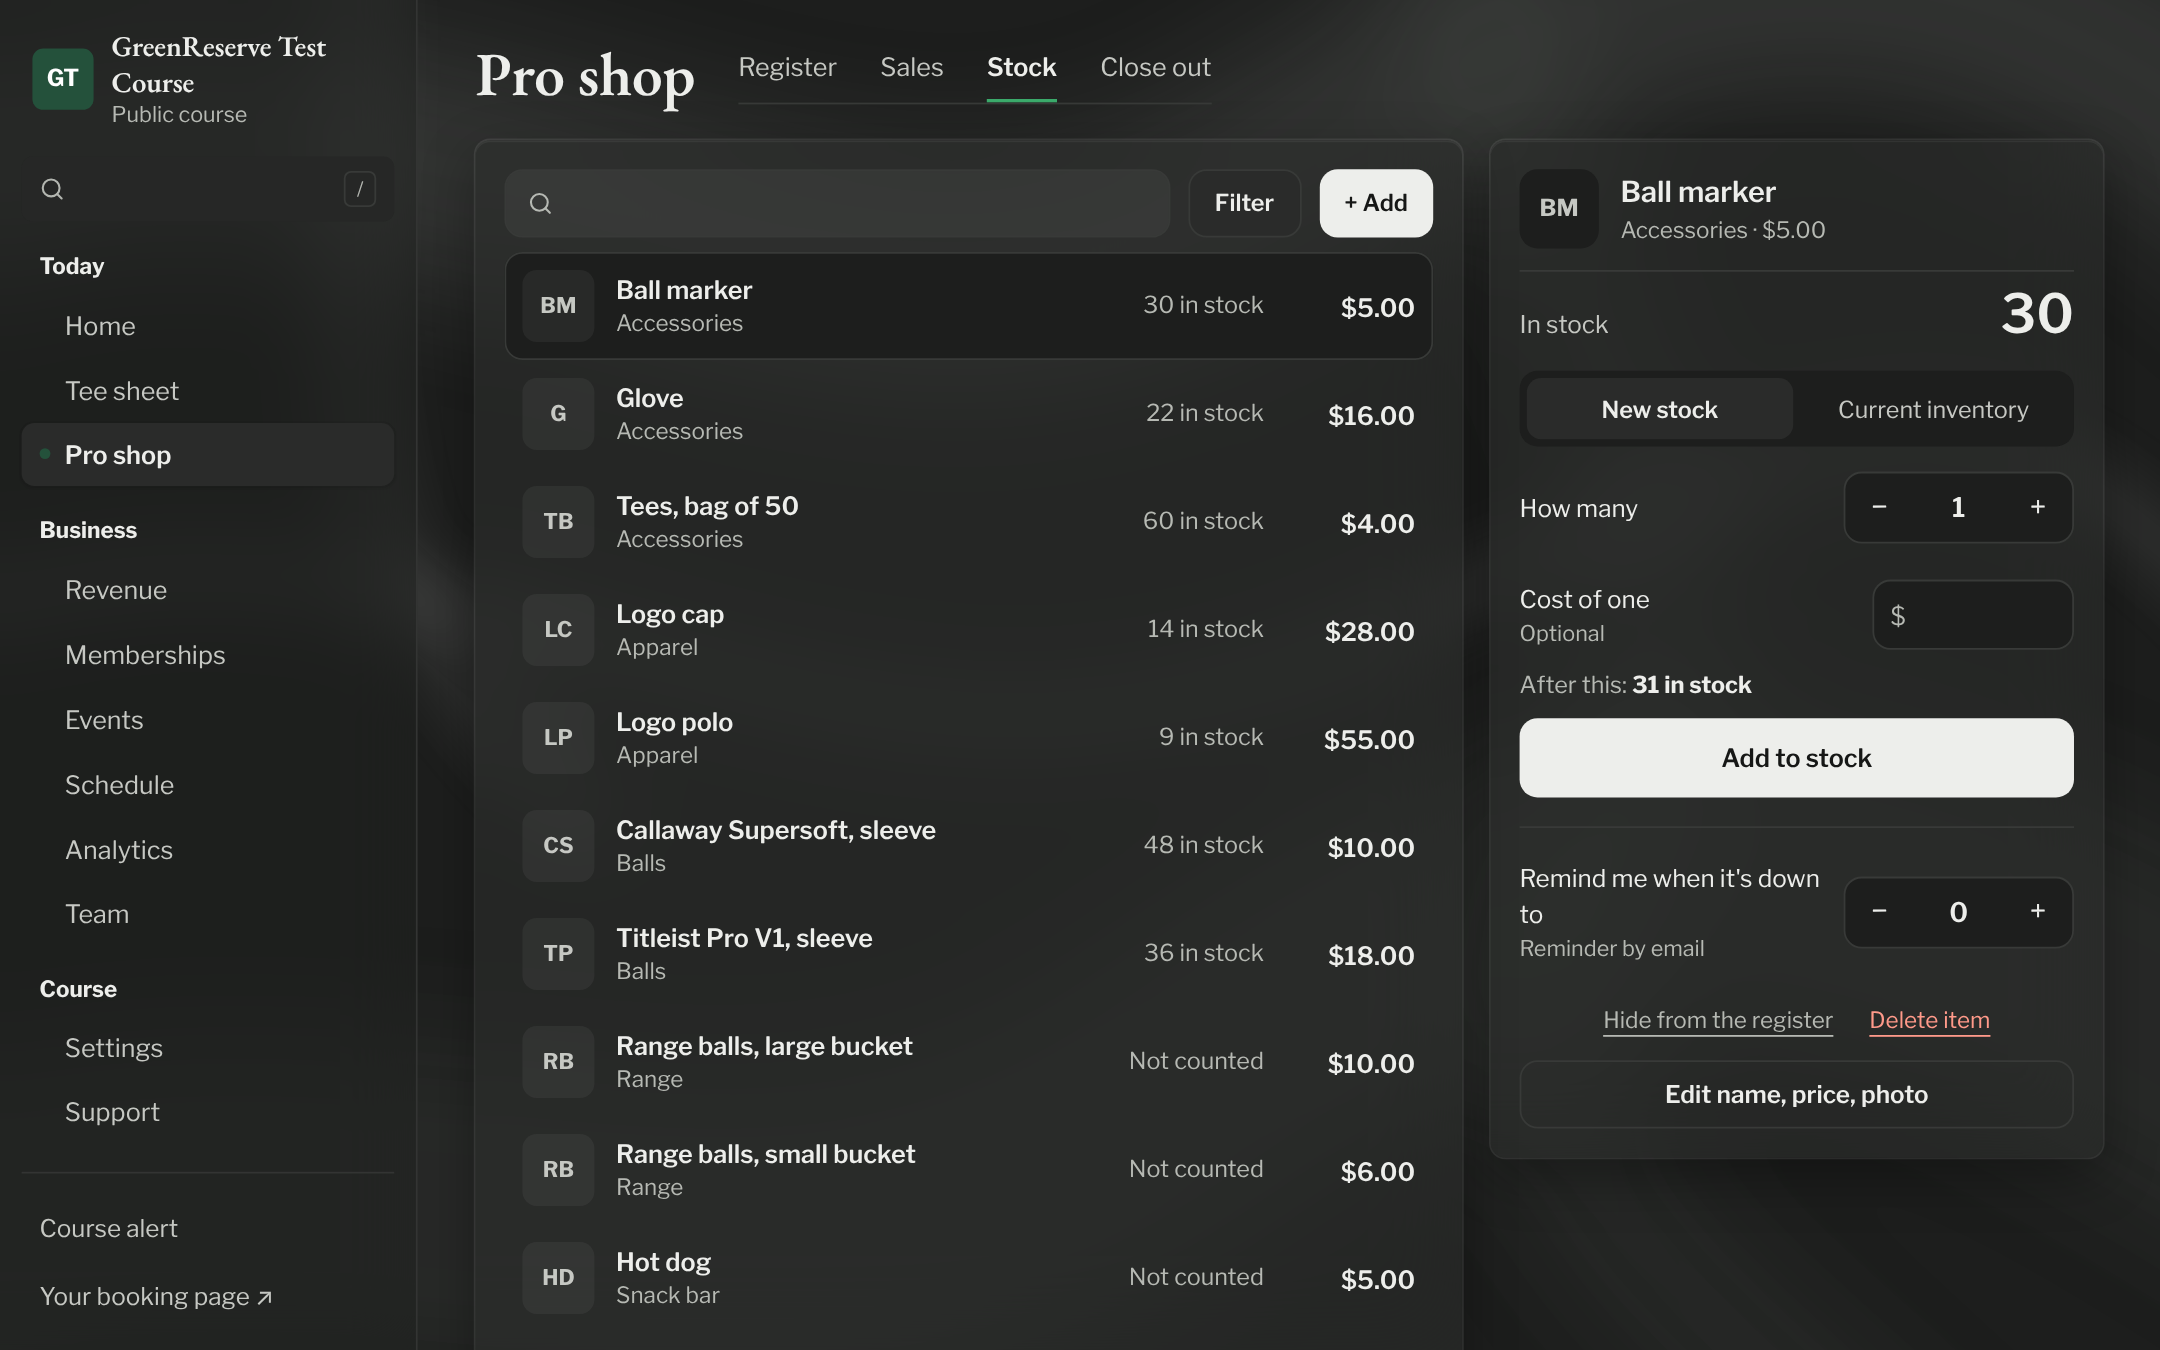 GT
GreenReserve Test
Course
Public course
/
Today
Home
Tee sheet
Pro shop
Business
Revenue
Memberships
Events
Schedule
Analytics
Team
Course
Settings
Support
Course alert
Your booking page ↗
Pro shop
Register
Sales
Stock
Close out
Filter
+ Add
BM
Ball marker
Accessories
30 in stock
$5.00
G
Glove
Accessories
22 in stock
$16.00
TB
Tees, bag of 50
Accessories
60 in stock
$4.00
LC
Logo cap
Apparel
14 in stock
$28.00
LP
Logo polo
Apparel
9 in stock
$55.00
CS
Callaway Supersoft, sleeve
Balls
48 in stock
$10.00
TP
Titleist Pro V1, sleeve
Balls
36 in stock
$18.00
RB
Range balls, large bucket
Range
Not counted
$10.00
RB
Range balls, small bucket
Range
Not counted
$6.00
HD
Hot dog
Snack bar
Not counted
$5.00
BM
Ball marker
Accessories · $5.00
In stock
30
New stock
Current inventory
How many
− 1 +
Cost of one
Optional
$
After this: 31 in stock
Add to stock
Remind me when it's down
to
Reminder by email
− 0 +
Hide from the register
Delete item
Edit name, price, photo